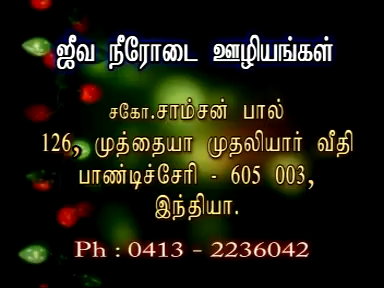 ஜீவ நீரோடை ஊழியங்கள்
சகோ.சாம்சன் பால்
126, முத்தையா முதலியார் வீதி
பாண்டிச்சேரி - 605 003,
இந்தியா.
Ph : 0413 - 2236042